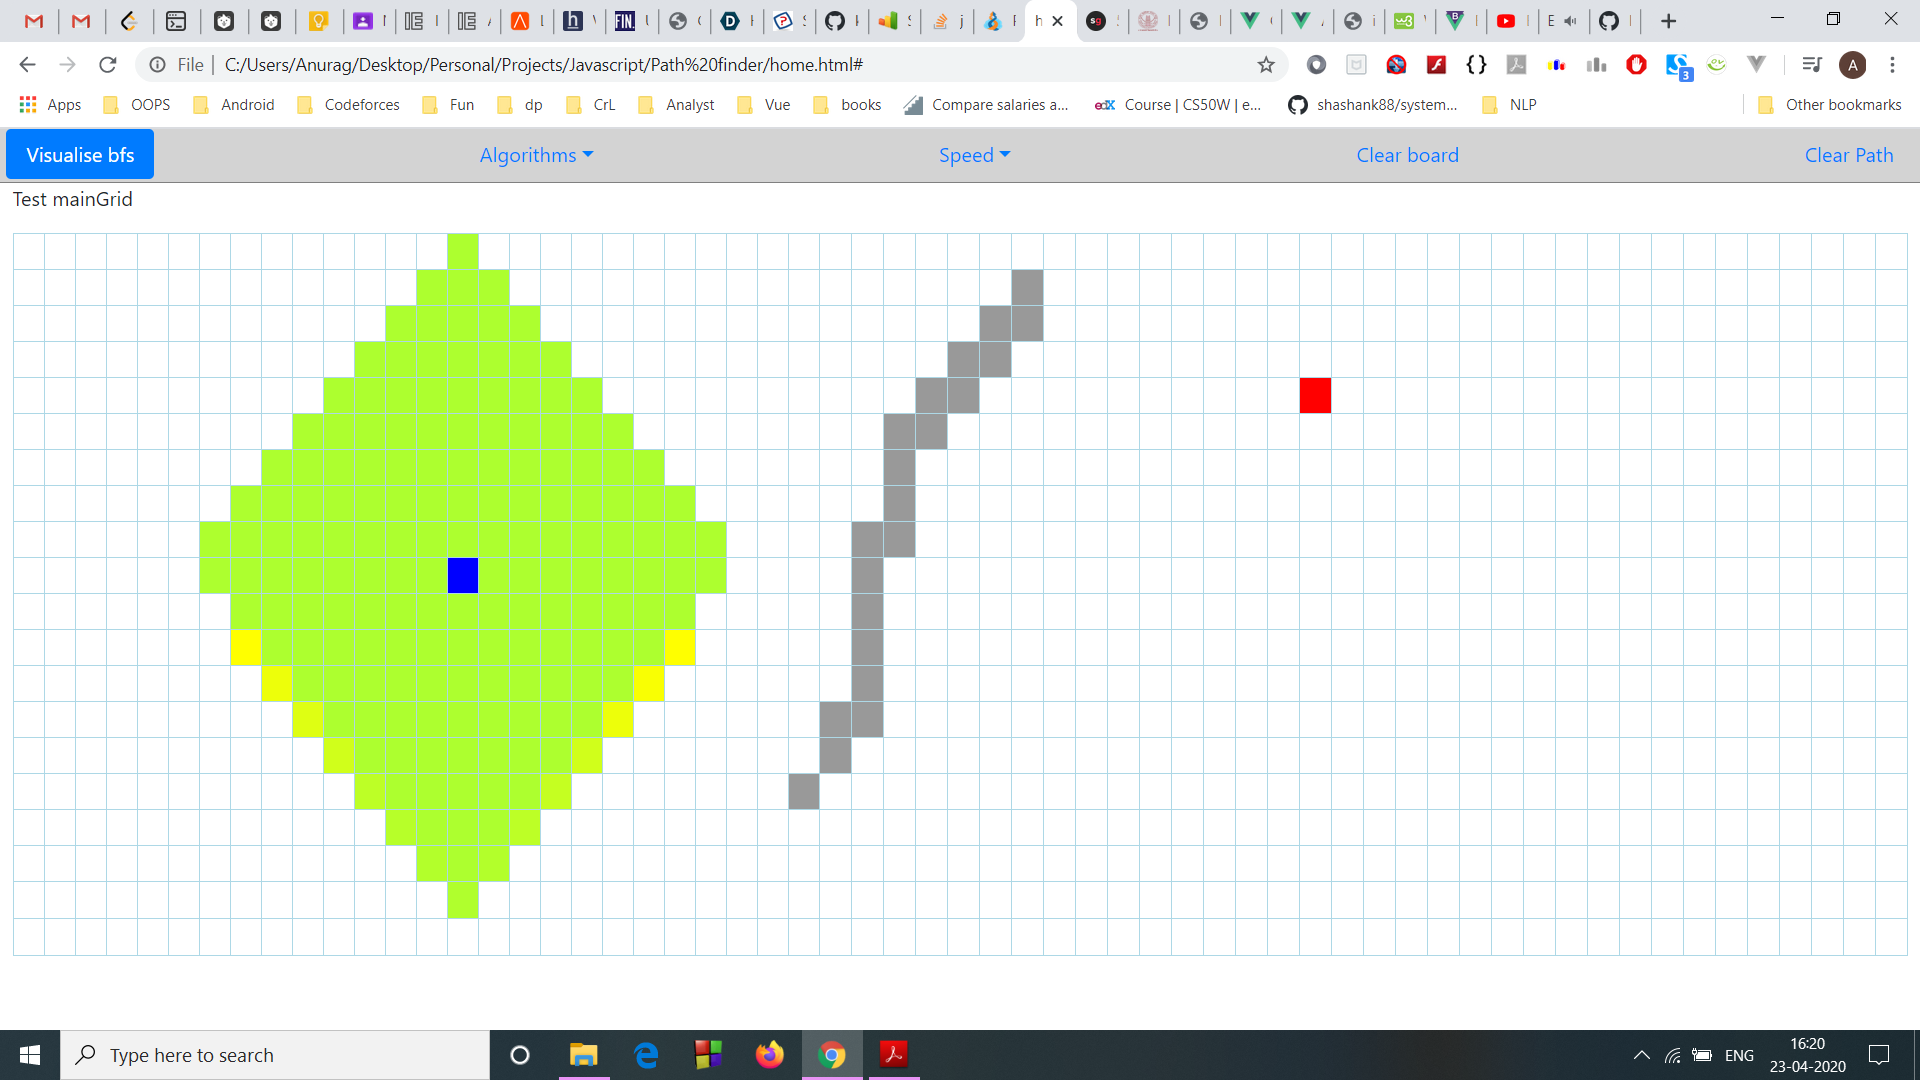 File
C:/Users/Anurag/Desktop/Personal/Projects/Javascript/Path%20finder/home.html#
Apps
OOPS
Android
Codeforces
Fun
dp
CrL
Analyst
Vue
books
Compare salaries a...
edX
Course | CS50W | e...
shashank88/system...
NLP
Other bookmarks
Visualise bfs
Algorithms
Speed
Clear board
Clear Path
Test mainGrid
Type here to search
ENG
16:20
23-04-2020